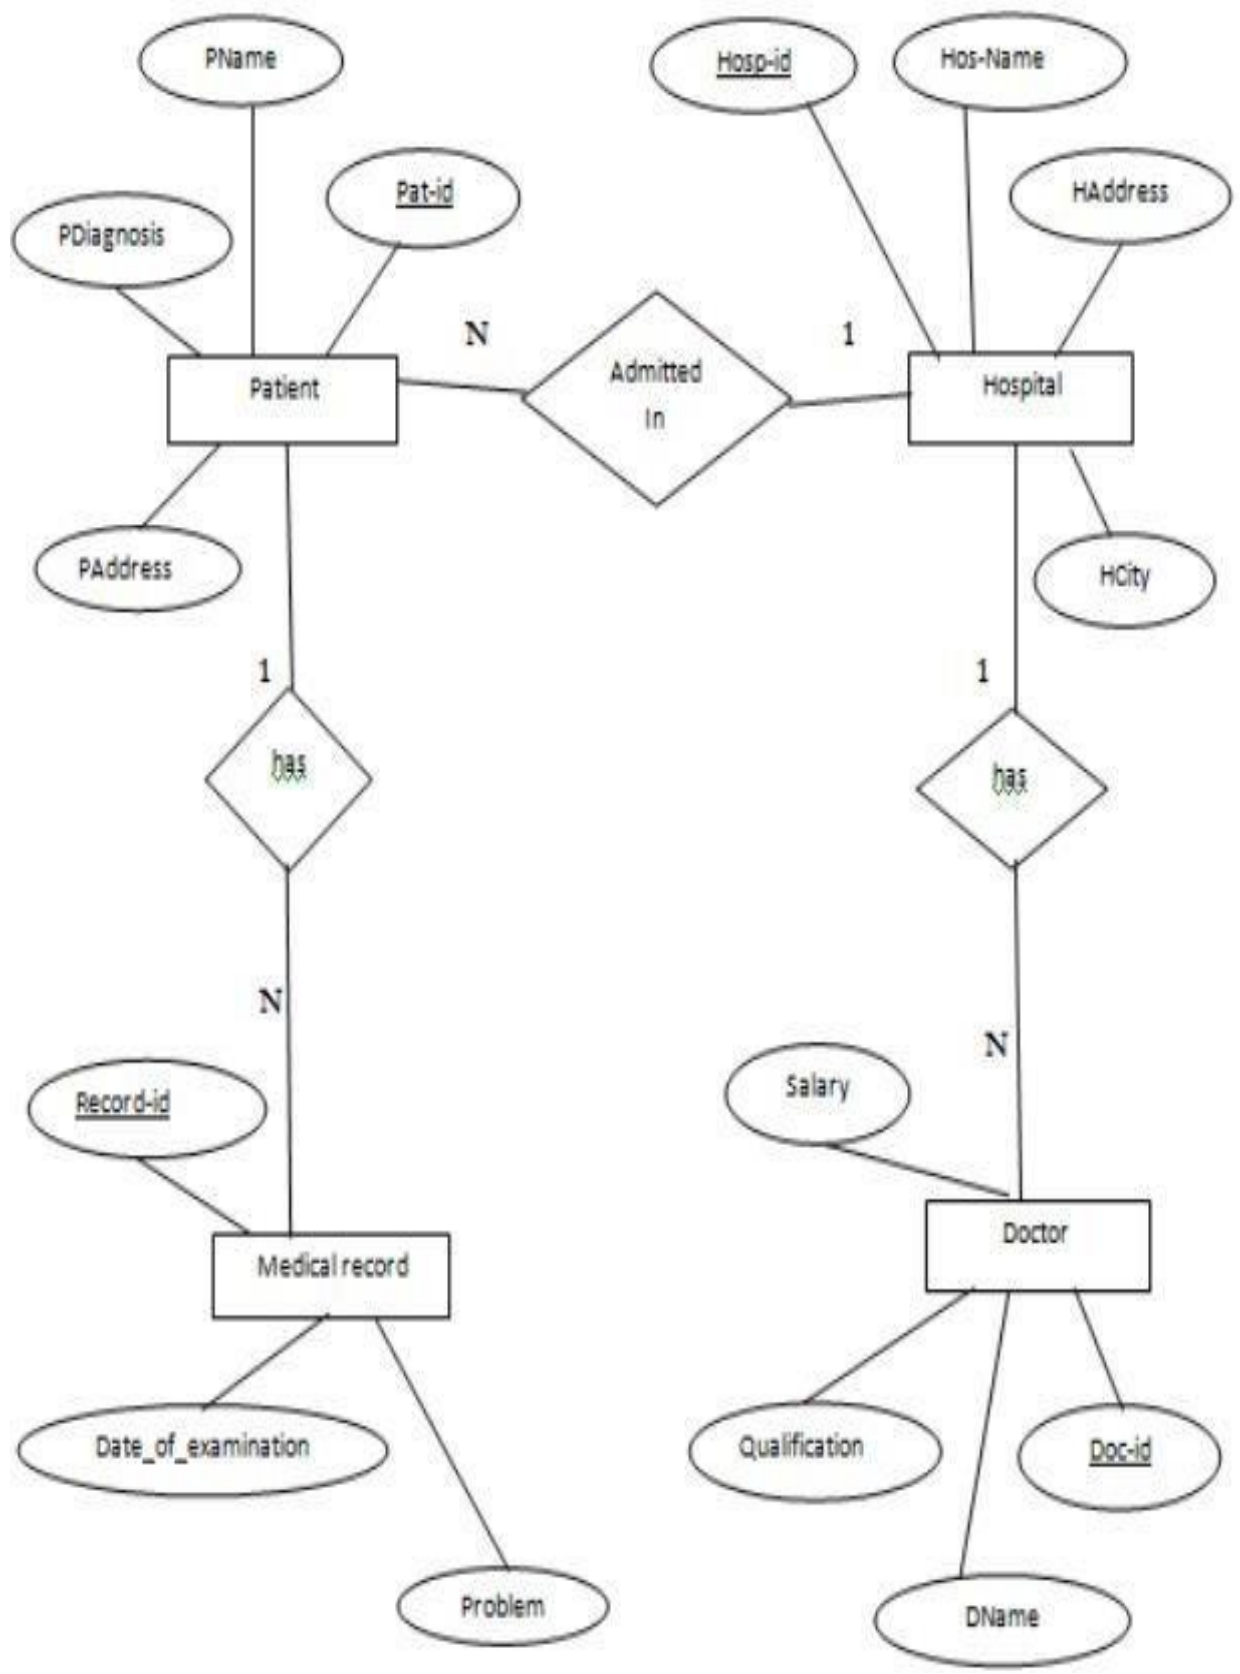 PName
Hosp-id
Hos-Name
Pat-id
HAddress
PDiagnosis
N
1
Admitted
In
Patient
Hospital
PAddress
HCity
1
1
has
has
N
N
Salary
Record-id
Doctor
Medical record
Date_of_examination
Qualification
Doc-id
Problem
DName